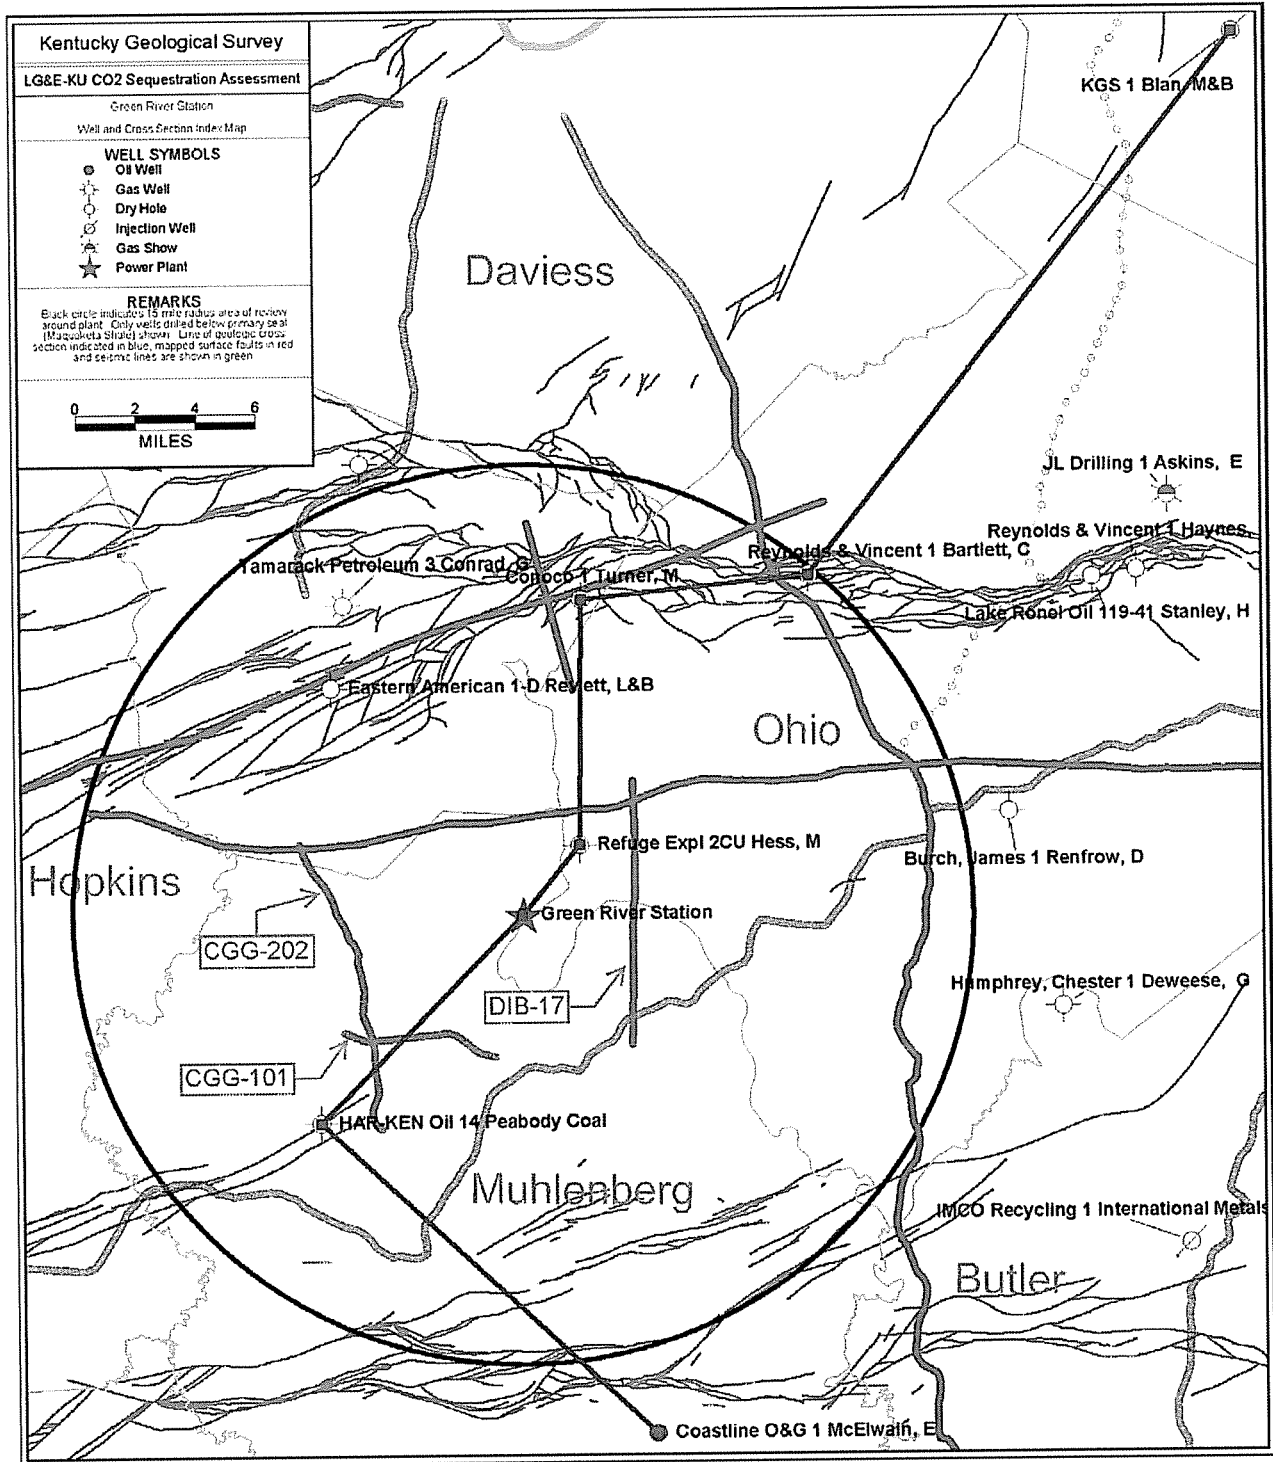 Kentucky Geological Survey
LG&E-KU CO2 Sequestration Assessment
Green River Station
Well and Cross Section Index Map
WELL SYMBOLS
Oil Well
Gas Well
Dry Hole
Injection Well
Gas Show
Power Plant
REMARKS
Black circle indicates 15 mile radius area of review
around plant. Only wells drilled below primary seal
(Maquoketa Shale) shown. Line of geologic cross
section indicated in blue, mapped surface faults in red
and seismic lines are shown in green
0 2 4 6
MILES
KGS 1 Blan, M&B
Daviess
JL Drilling 1 Askins, E
Reynolds & Vincent 1 Haynes,
Reynolds & Vincent 1 Bartlett, C
Tamarack Petroleum 3 Conrad, G
Conoco 1 Turner, M
Lake Ronel Oil 119-41 Stanley, H
Eastern American 1-D Revlett, L&B
Ohio
Refuge Expl 2CU Hess, M
Burch, James 1 Renfrow, D
Hopkins
Green River Station
CGG-202
DIB-17
Humphrey, Chester 1 Deweese, G
CGG-101
HAR-KEN Oil 14 Peabody Coal
Muhlenberg
IMCO Recycling 1 International Metals
Butler
Coastline O&G 1 McElwain, E